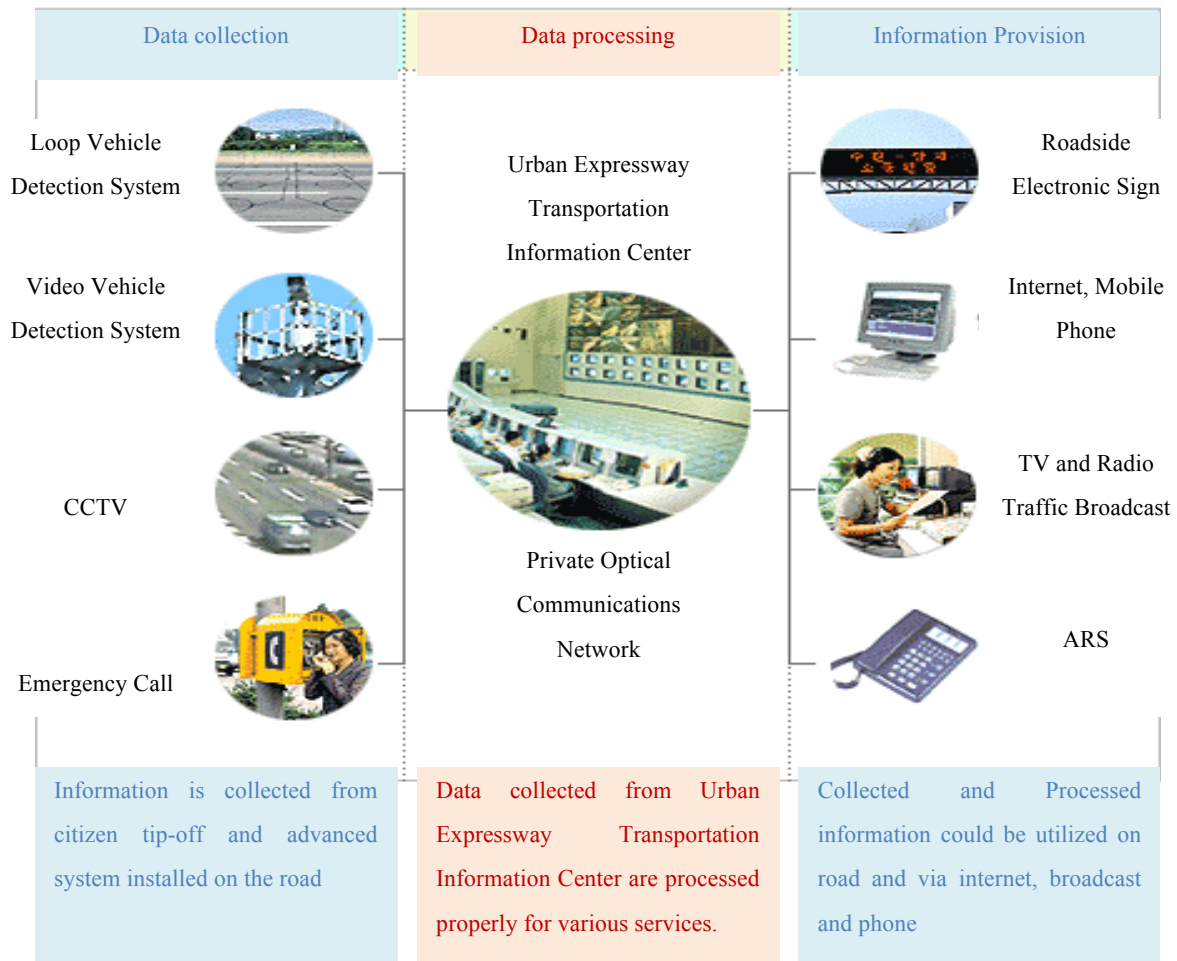 Data collection
Data processing
Information Provision
Loop Vehicle
Detection System
Video Vehicle
Detection System
CCTV
Emergency Call
Urban Expressway
Transportation
Information Center
Private Optical
Communications
Network
Roadside
Electronic Sign
Internet, Mobile
Phone
TV and Radio
Traffic Broadcast
ARS
Information is collected from
citizen tip-off and advanced
system installed on the road
Data collected from Urban
Expressway Transportation
Information Center are processed
properly for various services.
Collected and Processed
information could be utilized on
road and via internet, broadcast
and phone